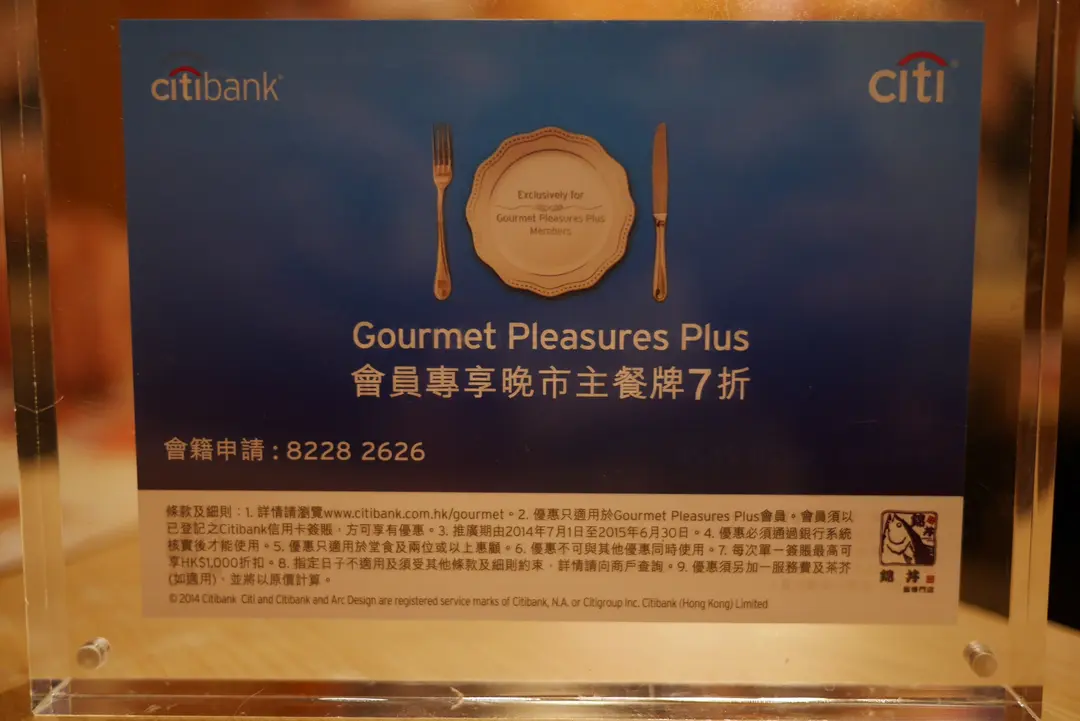 citibank
citi
Exclusively for
Gourmet Pleasures Plus
Members
Gourmet Pleasures Plus
會員專享晚市主餐牌7折
會籍申請 : 8228 2626
條款及細則：1. 詳情請瀏覽www.citibank.com.hk/gourmet。2. 優惠只適用於Gourmet Pleasures Plus會員。會員須以
已登記之Citibank信用卡簽賬，方可享有優惠。3. 推廣期由2014年7月1日至2015年6月30日。4. 優惠必須通過銀行系統
核實後才能使用。5. 優惠只適用於堂食及兩位或以上惠顧。6. 優惠不可與其他優惠同時使用。7. 每次單一簽賬最高可
享HK$1,000折扣。8. 指定日子不適用及須受其他條款及細則約束，詳情請向商戶查詢。9. 優惠須另加一服務費及茶芥
(如適用)，並將以原價計算。
© 2014 Citibank Citi and Citibank and Arc Design are registered service marks of Citibank, N.A. or Citigroup Inc. Citibank (Hong Kong) Limited